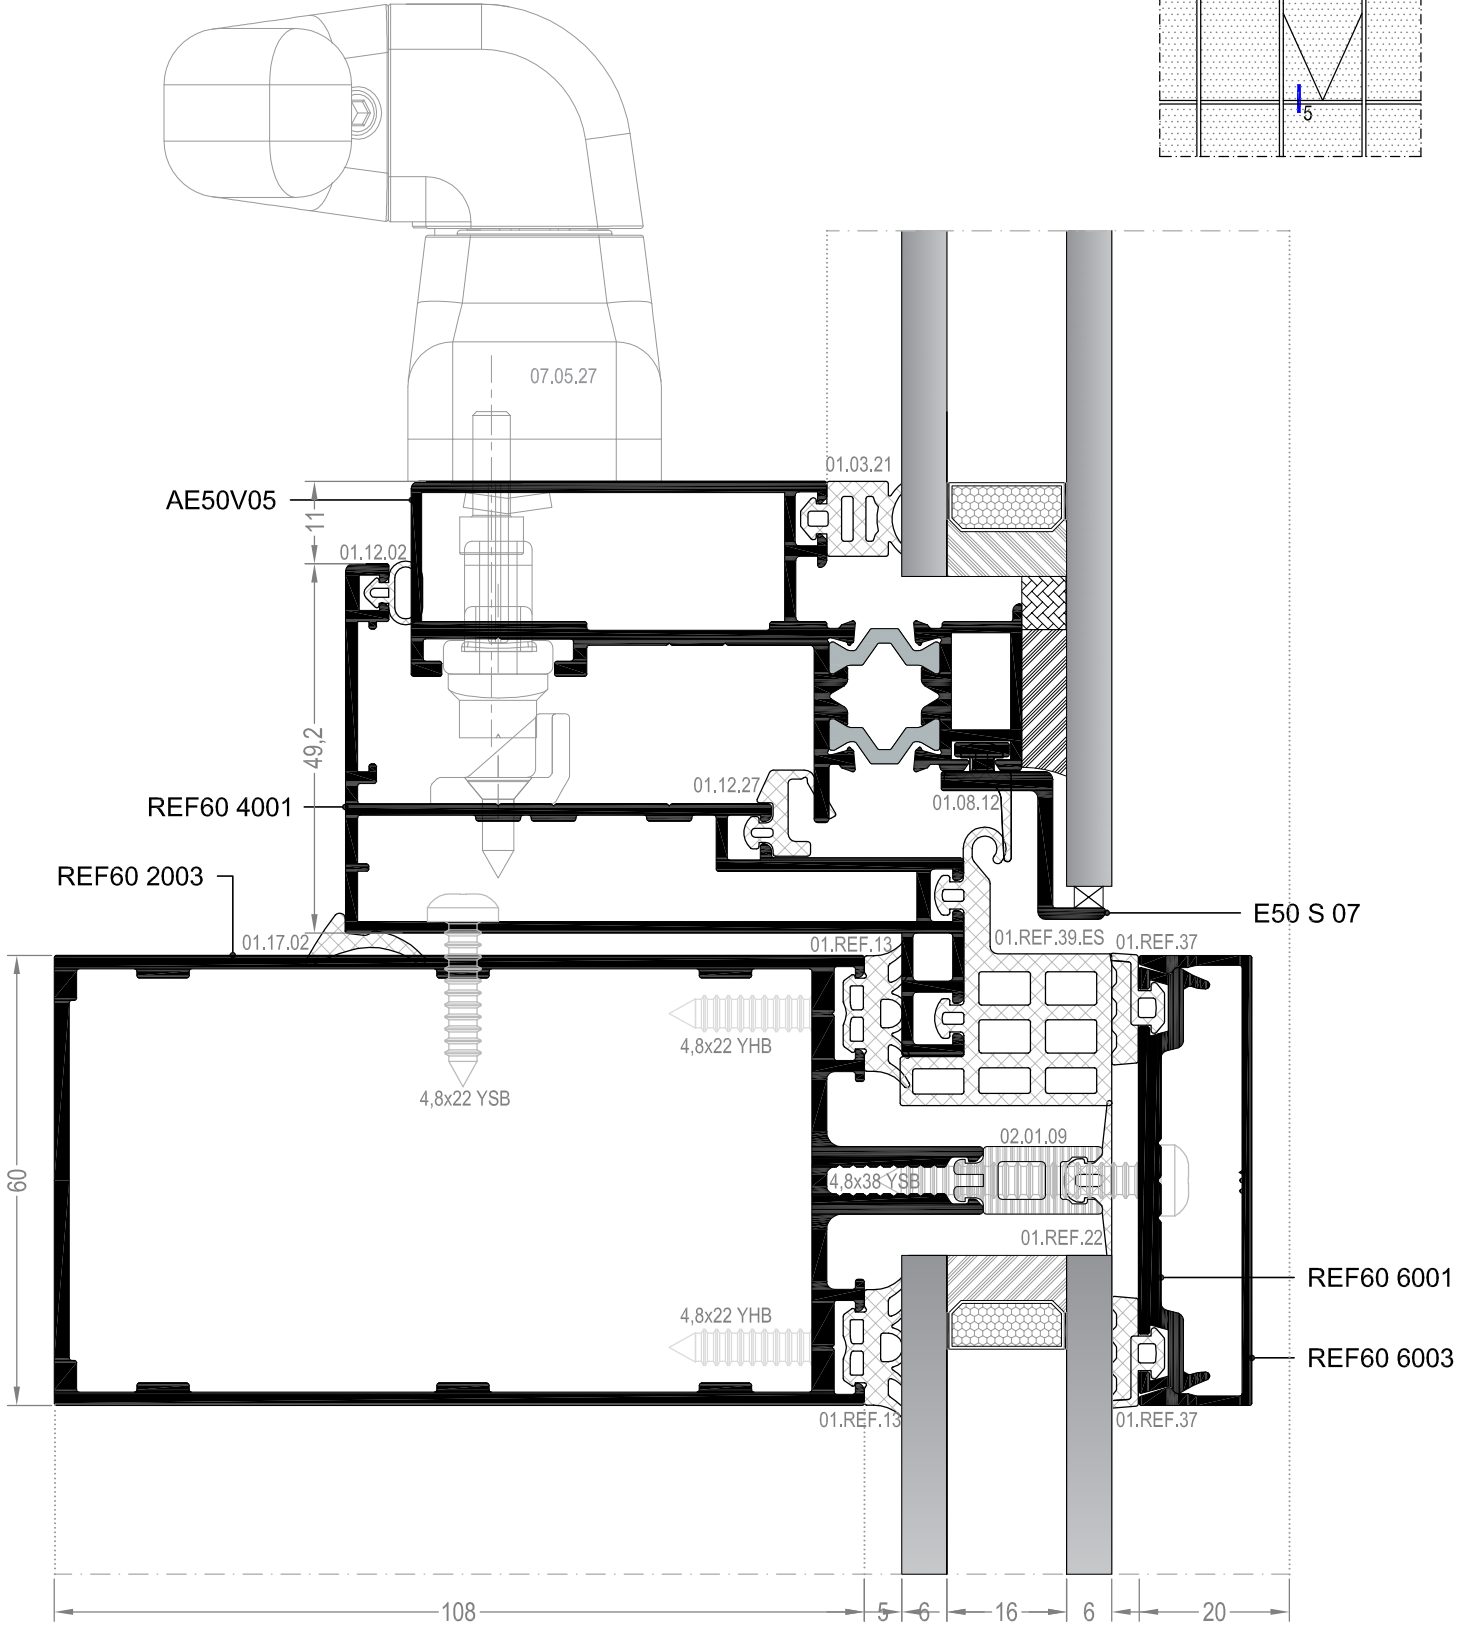 5
07.05.27
01.03.21
AE50V05
11
01.12.02
49,2
01.12.27
01.08.12
REF60 4001
REF60 2003
E50 S 07
01.17.02
01.REF.13
01.REF.39.ES
01.REF.37
4,8x22 YHB
4,8x22 YSB
02.01.09
60
4,8x38 YSB
01.REF.22
REF60 6001
4,8x22 YHB
REF60 6003
01.REF.13
01.REF.37
108
5
6
16
6
20